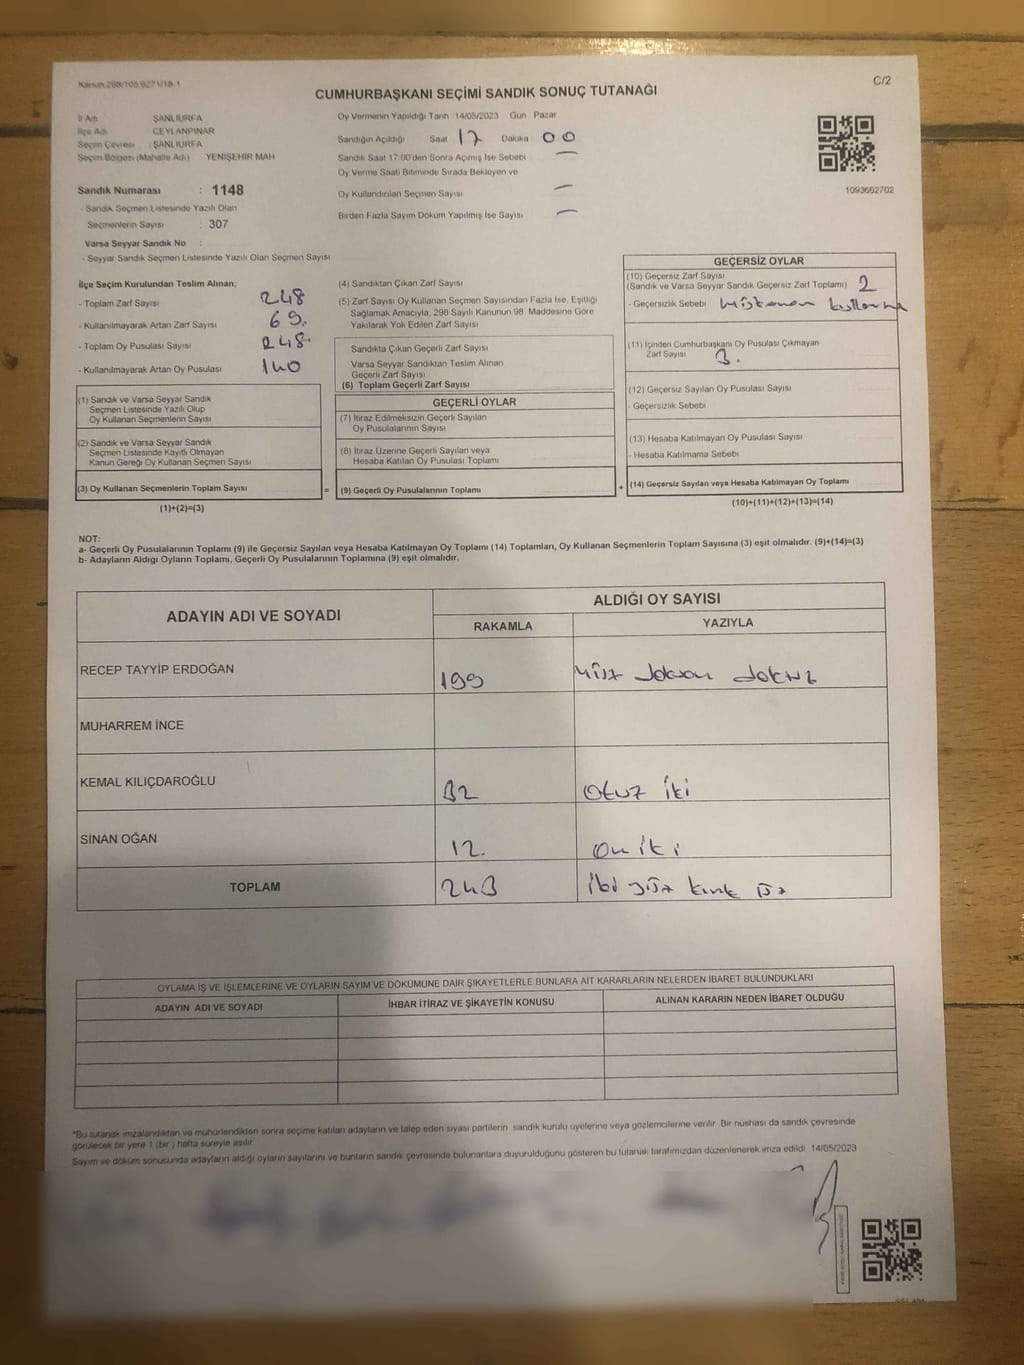 Kanun.298/105,6271/18-1
C/2
CUMHURBAŞKANI SEÇİMİ SANDIK SONUÇ TUTANAĞI
İl Adı ŞANLIURFA
İlçe Adı CEYLANPINAR
Seçim Çevresi : ŞANLIURFA
Seçim Bölgesi (Mahalle Adı) YENİŞEHİR MAH
Sandık Numarası : 1148
- Sandık Seçmen Listesinde Yazılı Olan
Seçmenlerin Sayısı : 307
Varsa Seyyar Sandık No :
- Seyyar Sandık Seçmen Listesinde Yazılı Olan Seçmen Sayısı
Oy Vermenin Yapıldığı Tarih 14/05/2023 Gün Pazar
Sandığın Açıldığı Saat 17 Dakika 00
Sandık Saat 17:00'den Sonra Açılmış İse Sebebi —
Oy Verme Saati Bitiminde Sırada Bekleyen ve
Oy Kullandırılan Seçmen Sayısı —
Birden Fazla Sayım Döküm Yapılmış İse Sayısı —
1093662702
İlçe Seçim Kurulundan Teslim Alınan;
- Toplam Zarf Sayısı 248
- Kullanılmayarak Artan Zarf Sayısı 69.
- Toplam Oy Pusulası Sayısı 248.
- Kullanılmayarak Artan Oy Pusulası 140
(1) Sandık ve Varsa Seyyar Sandık
Seçmen Listesinde Yazılı Olup
Oy Kullanan Seçmenlerin Sayısı
(2) Sandık ve Varsa Seyyar Sandık
Seçmen Listesinde Kayıtlı Olmayan
Kanun Gereği Oy Kullanan Seçmen Sayısı
(3) Oy Kullanan Seçmenlerin Toplam Sayısı
=
(1)+(2)=(3)
(4) Sandıktan Çıkan Zarf Sayısı
(5) Zarf Sayısı Oy Kullanan Seçmen Sayısından Fazla İse, Eşitliği
Sağlamak Amacıyla, 298 Sayılı Kanunun 98. Maddesine Göre
Yakılarak Yok Edilen Zarf Sayısı
Sandıkta Çıkan Geçerli Zarf Sayısı
Varsa Seyyar Sandıktan Teslim Alınan
Geçerli Zarf Sayısı
(6) Toplam Geçerli Zarf Sayısı
GEÇERLİ OYLAR
(7) İtiraz Edilmeksizin Geçerli Sayılan
Oy Pusulalarının Sayısı
(8) İtiraz Üzerine Geçerli Sayılan veya
Hesaba Katılan Oy Pusulası Toplamı
(9) Geçerli Oy Pusulalarının Toplamı
+
GEÇERSİZ OYLAR
(10) Geçersiz Zarf Sayısı
(Sandık ve Varsa Seyyar Sandık Geçersiz Zarf Toplamı) 2
- Geçersizlik Sebebi
(11) İçinden Cumhurbaşkanı Oy Pusulası Çıkmayan
Zarf Sayısı 3.
(12) Geçersiz Sayılan Oy Pusulası Sayısı
- Geçersizlik Sebebi
(13) Hesaba Katılmayan Oy Pusulası Sayısı
- Hesaba Katılmama Sebebi
(14) Geçersiz Sayılan veya Hesaba Katılmayan Oy Toplamı
(10)+(11)+(12)+(13)=(14)
NOT:
a- Geçerli Oy Pusulalarının Toplamı (9) ile Geçersiz Sayılan veya Hesaba Katılmayan Oy Toplamı (14) Toplamları, Oy Kullanan Seçmenlerin Toplam Sayısına (3) eşit olmalıdır. (9)+(14)=(3)
b- Adayların Aldığı Oyların Toplamı, Geçerli Oy Pusulalarının Toplamına (9) eşit olmalıdır.
ADAYIN ADI VE SOYADI
ALDIĞI OY SAYISI
RAKAMLA YAZIYLA
RECEP TAYYİP ERDOĞAN 199 Yüz doksan dokuz
MUHARREM İNCE
KEMAL KILIÇDAROĞLU 32 Otuz iki
SİNAN OĞAN 12. on iki
TOPLAM 243 iki yüz kırk üç
OYLAMA İŞ VE İŞLEMLERİNE VE OYLARIN SAYIM VE DÖKÜMÜNE DAİR ŞİKAYETLERLE BUNLARA AİT KARARLARIN NELERDEN İBARET BULUNDUKLARI
ADAYIN ADI VE SOYADI İHBAR İTİRAZ VE ŞİKAYETİN KONUSU ALINAN KARARIN NEDEN İBARET OLDUĞU
*Bu tutanak imzalandıktan ve mühürlendikten sonra seçime katılan adayların ve talep eden siyasi partilerin sandık kurulu üyelerine veya gözlemcilerine verilir. Bir nüshası da sandık çevresinde
görülecek bir yere 1 (bir ) hafta süreyle asılır.
Sayım ve döküm sonucunda adayların aldığı oyların sayılarını ve bunların sandık çevresinde bulunanlara duyurulduğunu gösteren bu tutanak tarafımızdan düzenlenerek imza edildi. 14/05/2023